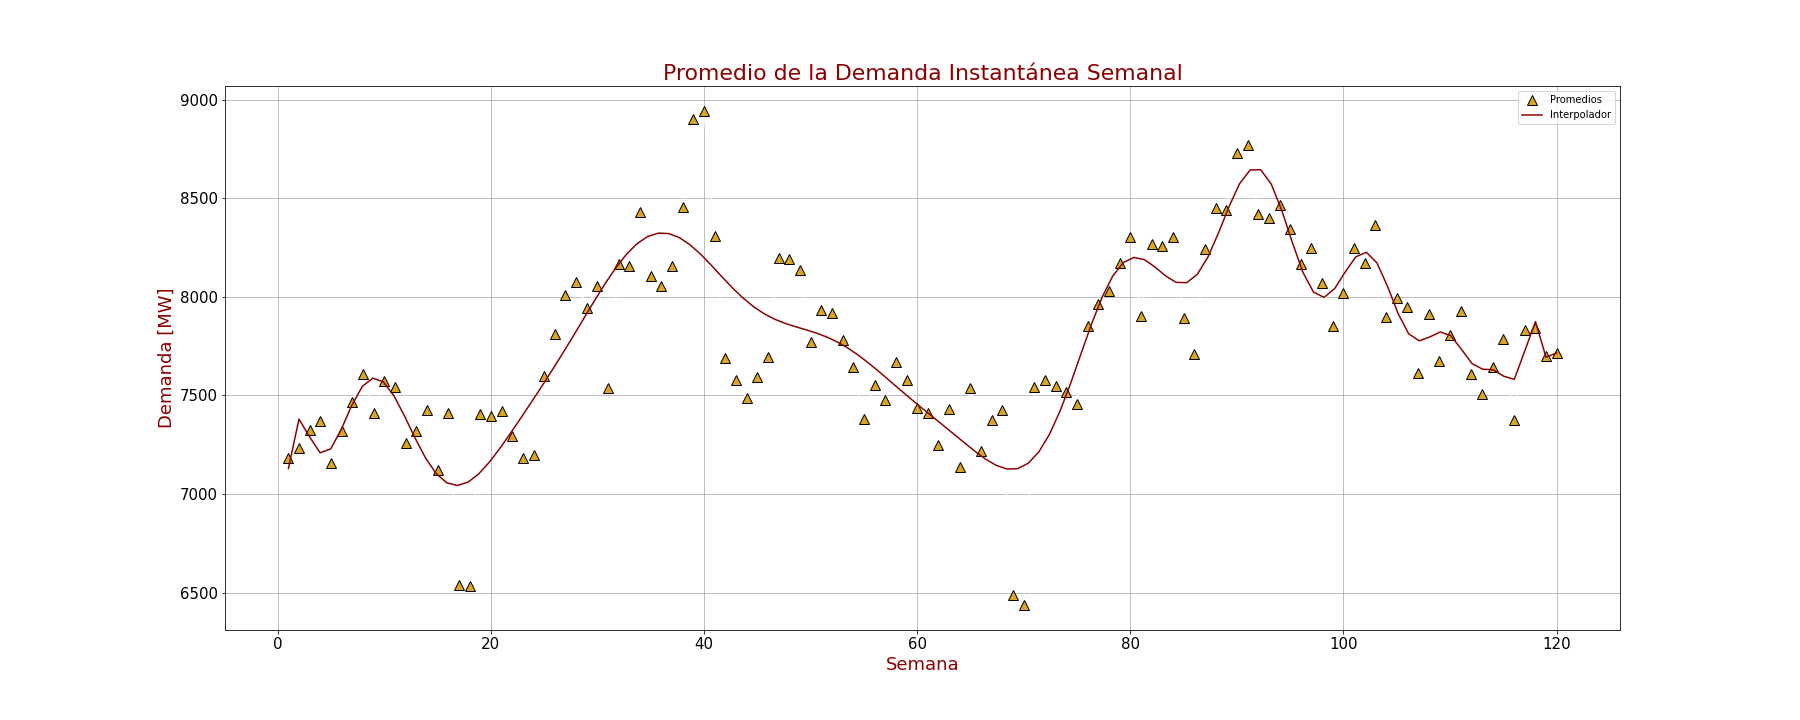 Promedio de la Demanda Instantánea Semanal
Promedios
Interpolador
Demanda [MW]
9000
8500
8000
7500
7000
6500
0 20 40 60 80 100 120
Semana